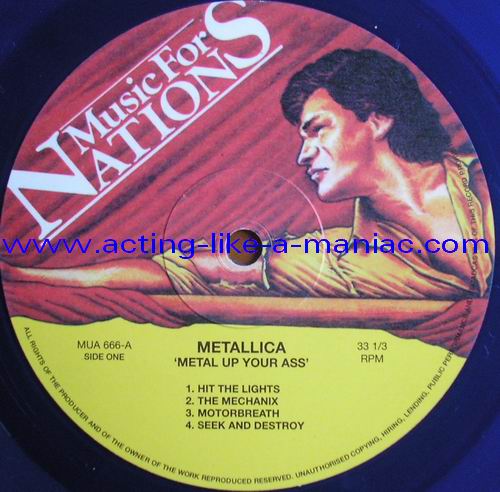 Music For
NATIONS
www.acting-like-a-maniac.com
MUA 666-A
SIDE ONE
METALLICA
'METAL UP YOUR ASS'
33 1/3
RPM
1. HIT THE LIGHTS
2. THE MECHANIX
3. MOTORBREATH
4. SEEK AND DESTROY
ALL RIGHTS OF THE PRODUCER AND OF THE OWNER OF THE WORK REPRODUCED RESERVED. UNAUTHORISED COPYING, HIRING, LENDING, PUBLIC